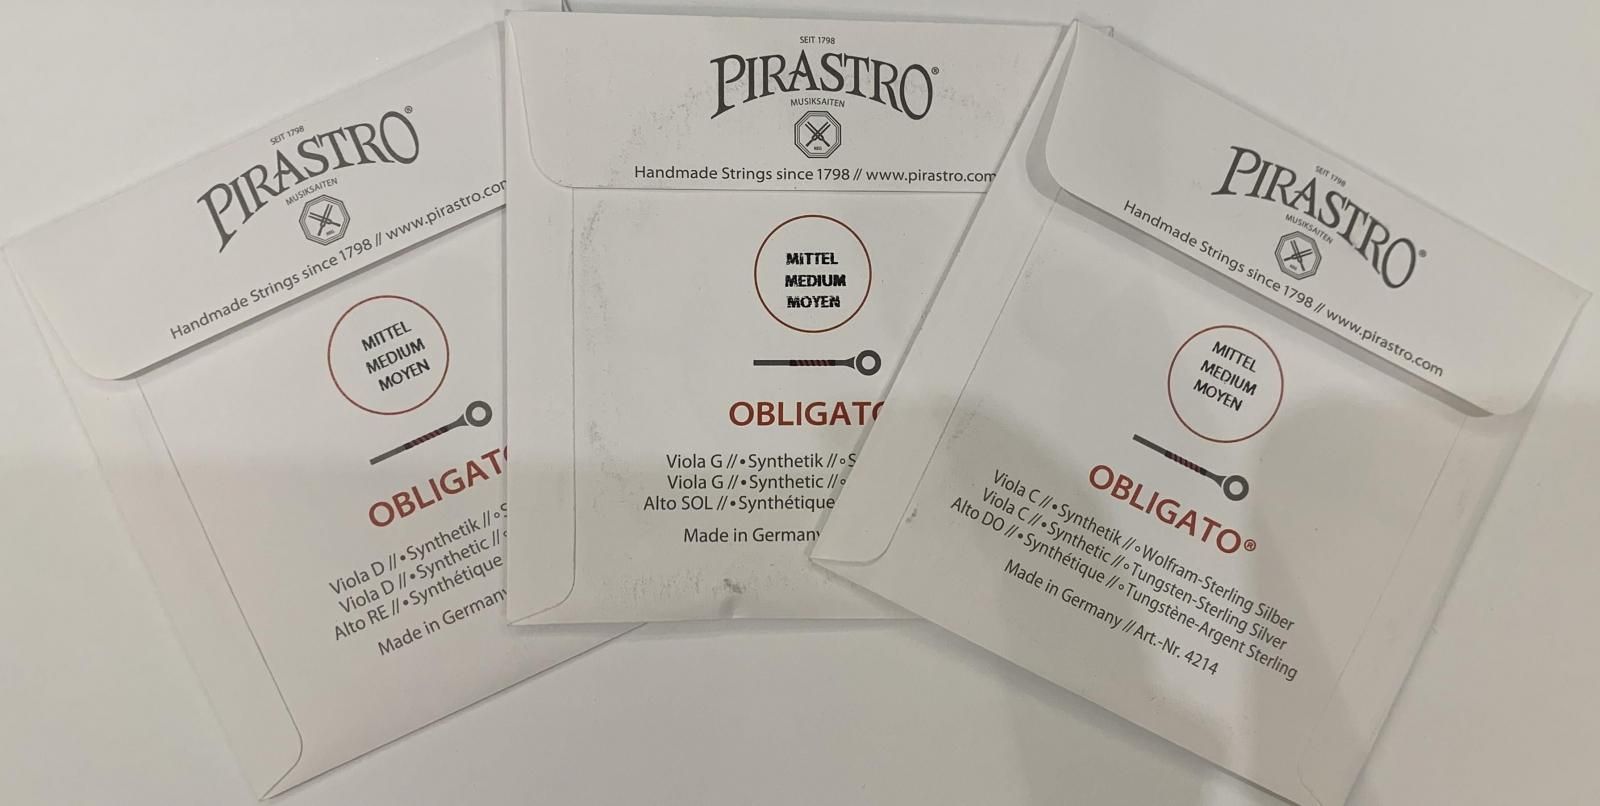 SEIT 1798
PIRASTRO®
MUSIKSAITEN
Handmade Strings since 1798 // www.pirastro.com
MITTEL
MEDIUM
MOYEN
OBLIGATO
Viola D //•Synthetik //∘S
Viola D //•Synthetic //∘
Alto RE //•Synthétique
Made in Germany
SEIT 1798
PIRASTRO®
MUSIKSAITEN
Handmade Strings since 1798 // www.pirastro.com
MITTEL
MEDIUM
MOYEN
OBLIGATO
Viola G //•Synthetik //∘S
Viola G //•Synthetic //∘
Alto SOL //•Synthétique
Made in Germany
SEIT 1798
PIRASTRO®
MUSIKSAITEN
Handmade Strings since 1798 // www.pirastro.com
MITTEL
MEDIUM
MOYEN
OBLIGATO®
Viola C //•Synthetik //∘Wolfram-Sterling Silber
Viola C //•Synthetic //∘Tungsten-Sterling Silver
Alto DO //•Synthétique //∘Tungstène-Argent Sterling
Made in Germany //Art.-Nr. 4214